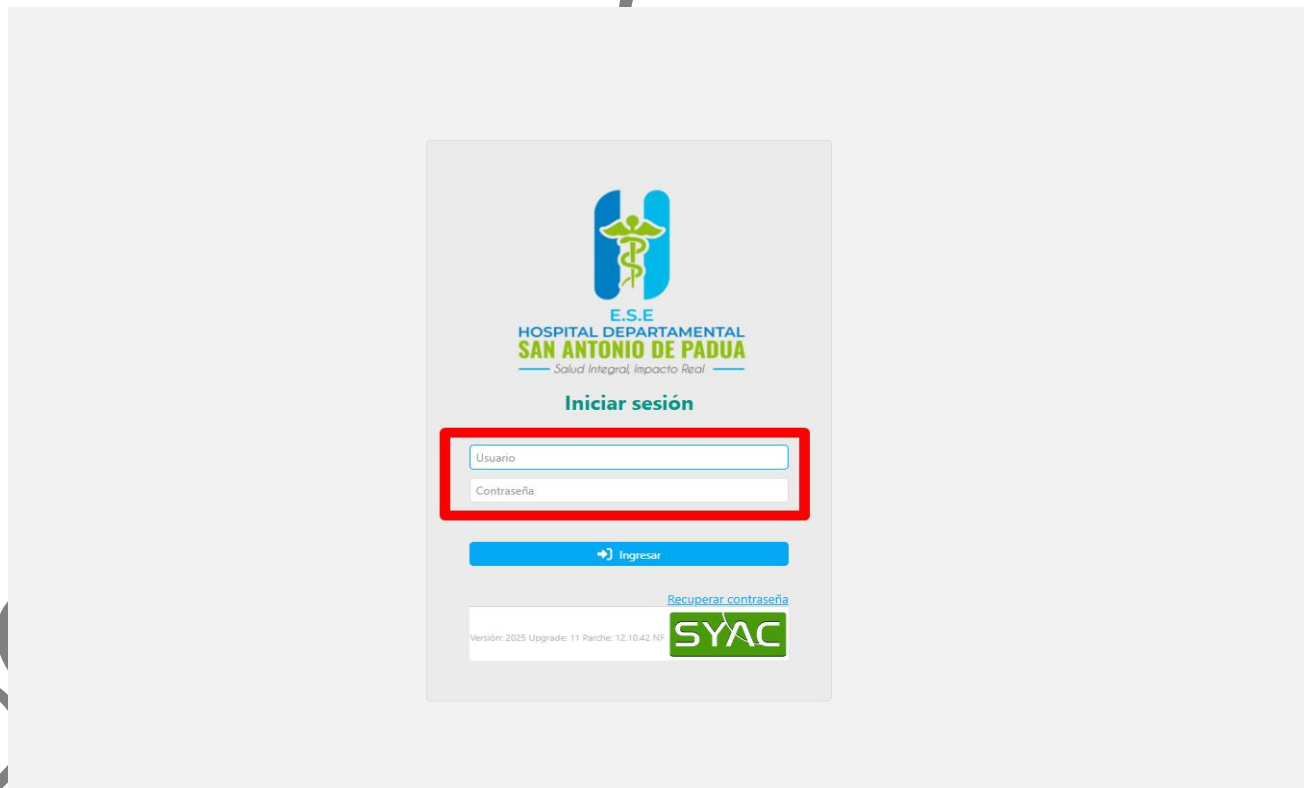 E.S.E
HOSPITAL DEPARTAMENTAL
SAN ANTONIO DE PADUA
Salud Integral, Impacto Real
Iniciar sesión
Usuario
Contraseña
Ingresar
Recuperar contraseña
Versión: 2025 Upgrade: 11 Parche: 12.10.42 NF
SYAC